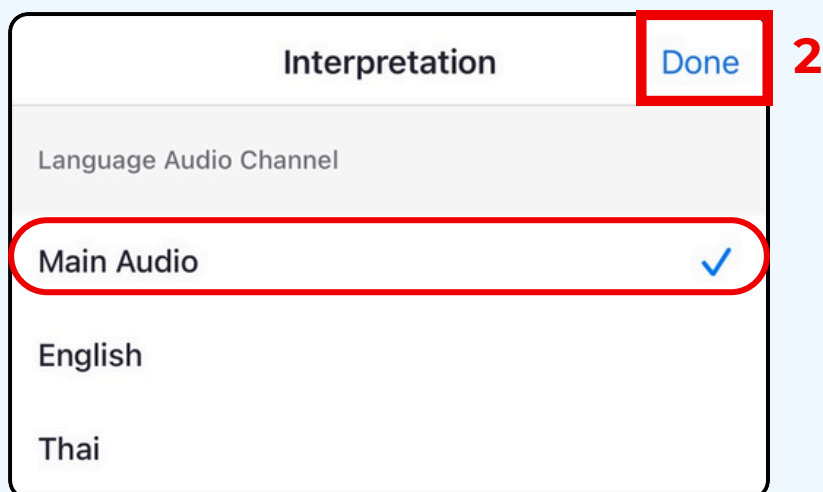 Interpretation Done 2
Language Audio Channel
Main Audio
English
Thai